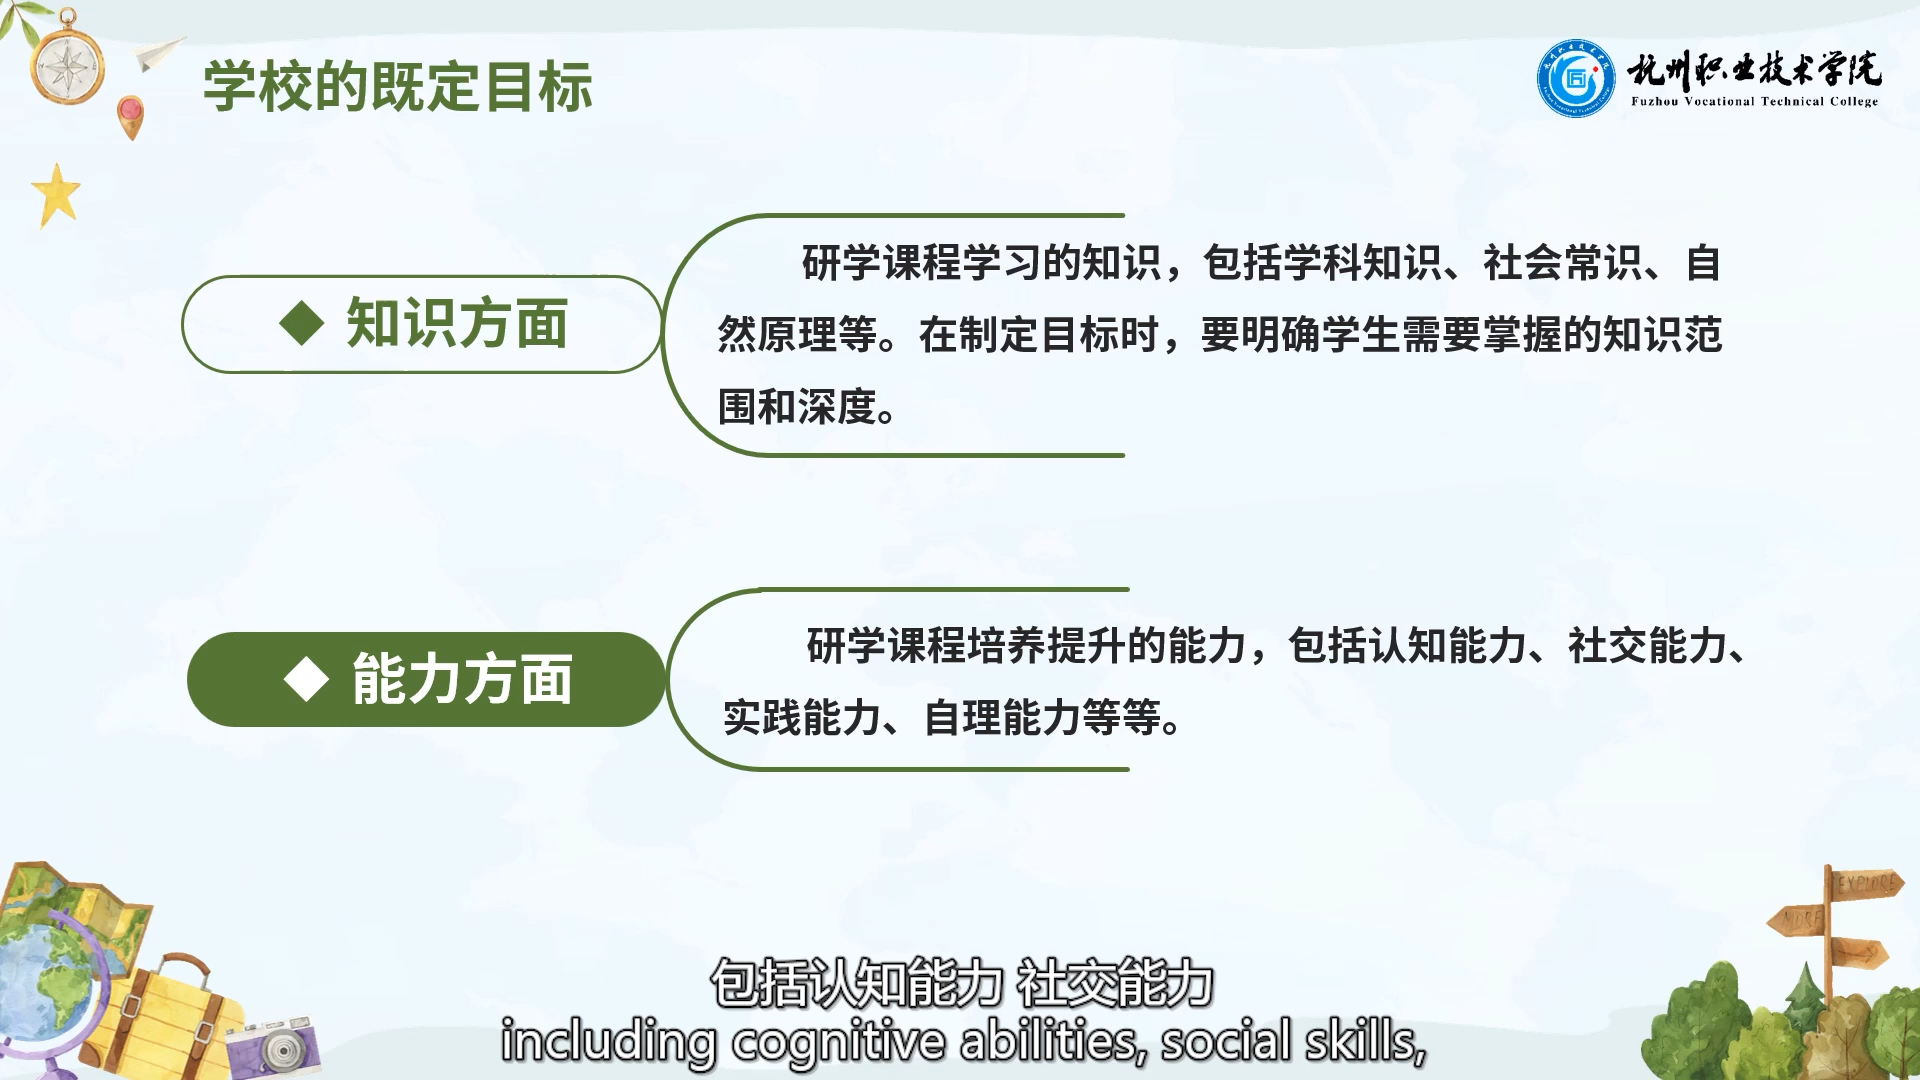 学校的既定目标
抚州职业技术学院
Fuzhou Vocational Technical College
◆ 知识方面
研学课程学习的知识，包括学科知识、社会常识、自
然原理等。在制定目标时，要明确学生需要掌握的知识范
围和深度。
◆ 能力方面
研学课程培养提升的能力，包括认知能力、社交能力、
实践能力、自理能力等等。
EXPLORE
MORE
包括认知能力 社交能力
including cognitive abilities, social skills,